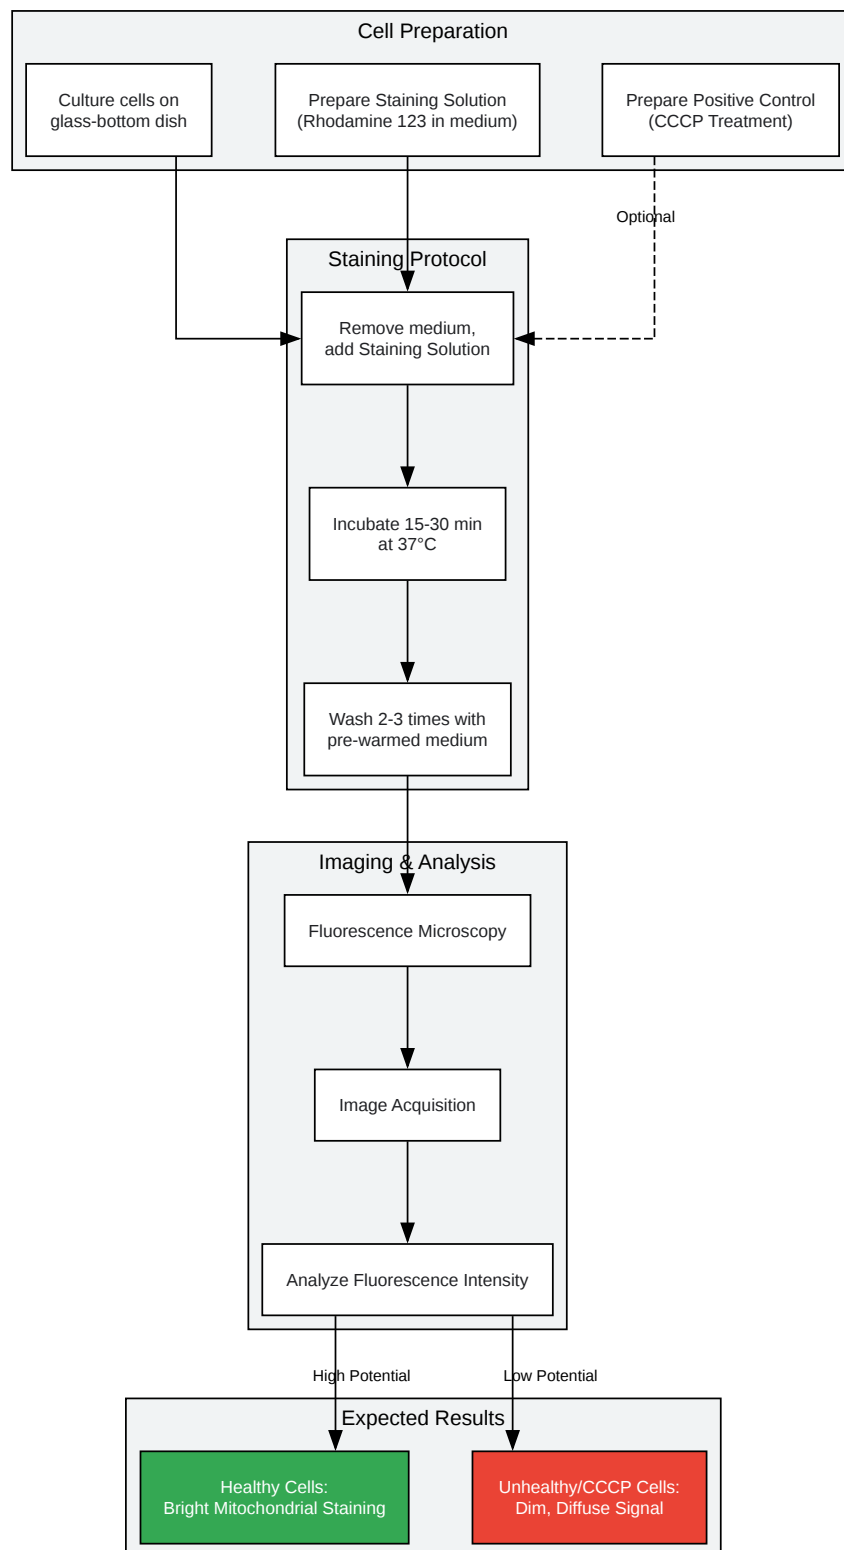 Cell Preparation
Culture cells on
glass-bottom dish
Prepare Staining Solution
(Rhodamine 123 in medium)
Prepare Positive Control
(CCCP Treatment)
Optional
Staining Protocol
Remove medium,
add Staining Solution
Incubate 15-30 min
at 37°C
Wash 2-3 times with
pre-warmed medium
Imaging & Analysis
Fluorescence Microscopy
Image Acquisition
Analyze Fluorescence Intensity
High Potential
Low Potential
Expected Results
Healthy Cells:
Bright Mitochondrial Staining
Unhealthy/CCCP Cells:
Dim, Diffuse Signal